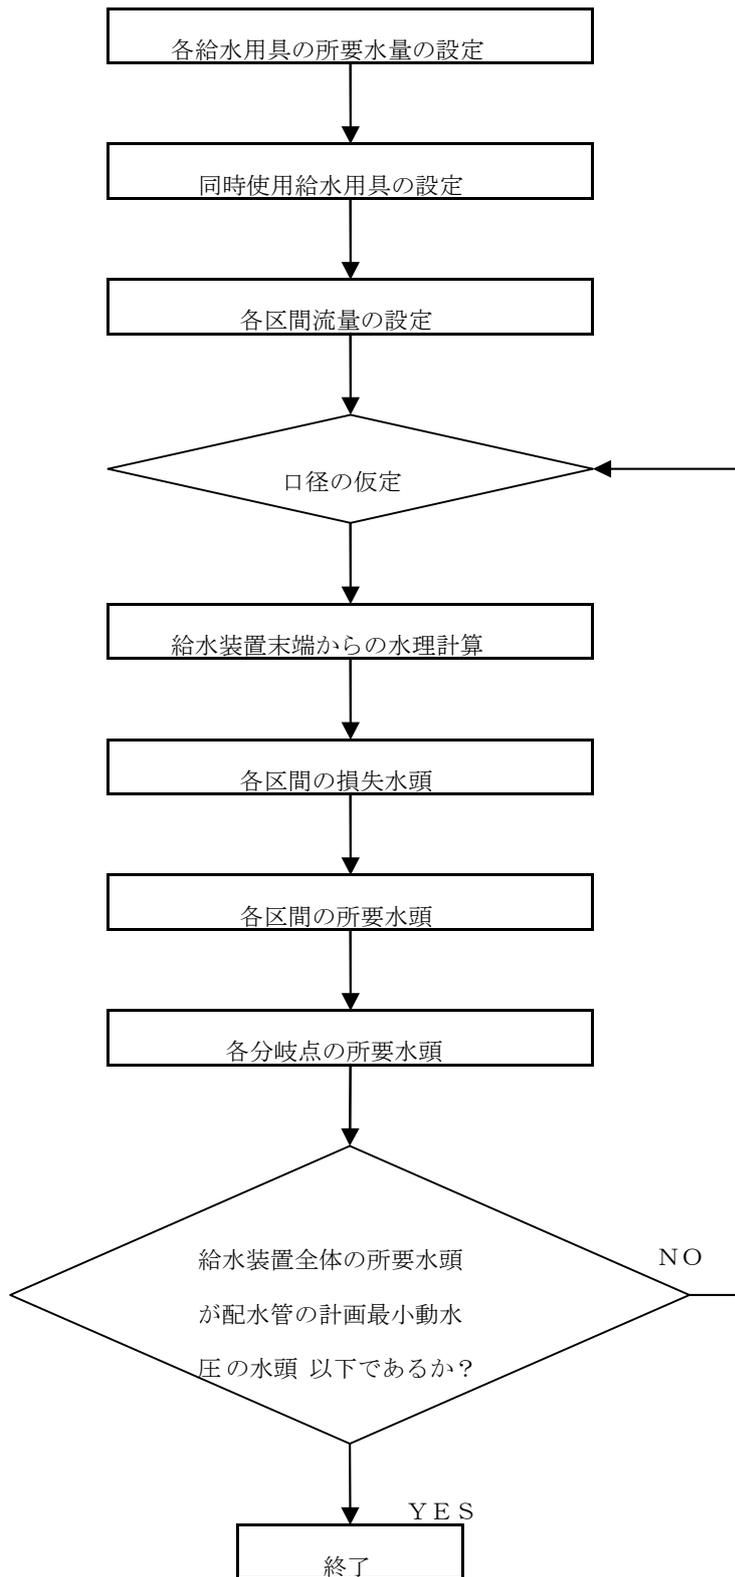 各給水用具の所要水量の設定
同時使用給水用具の設定
各区間流量の設定
口径の仮定
給水装置末端からの水理計算
各区間の損失水頭
各区間の所要水頭
各分岐点の所要水頭
給水装置全体の所要水頭
が配水管の計画最小動水
圧の水頭 以下であるか？
ＮＯ
ＹＥＳ
終了